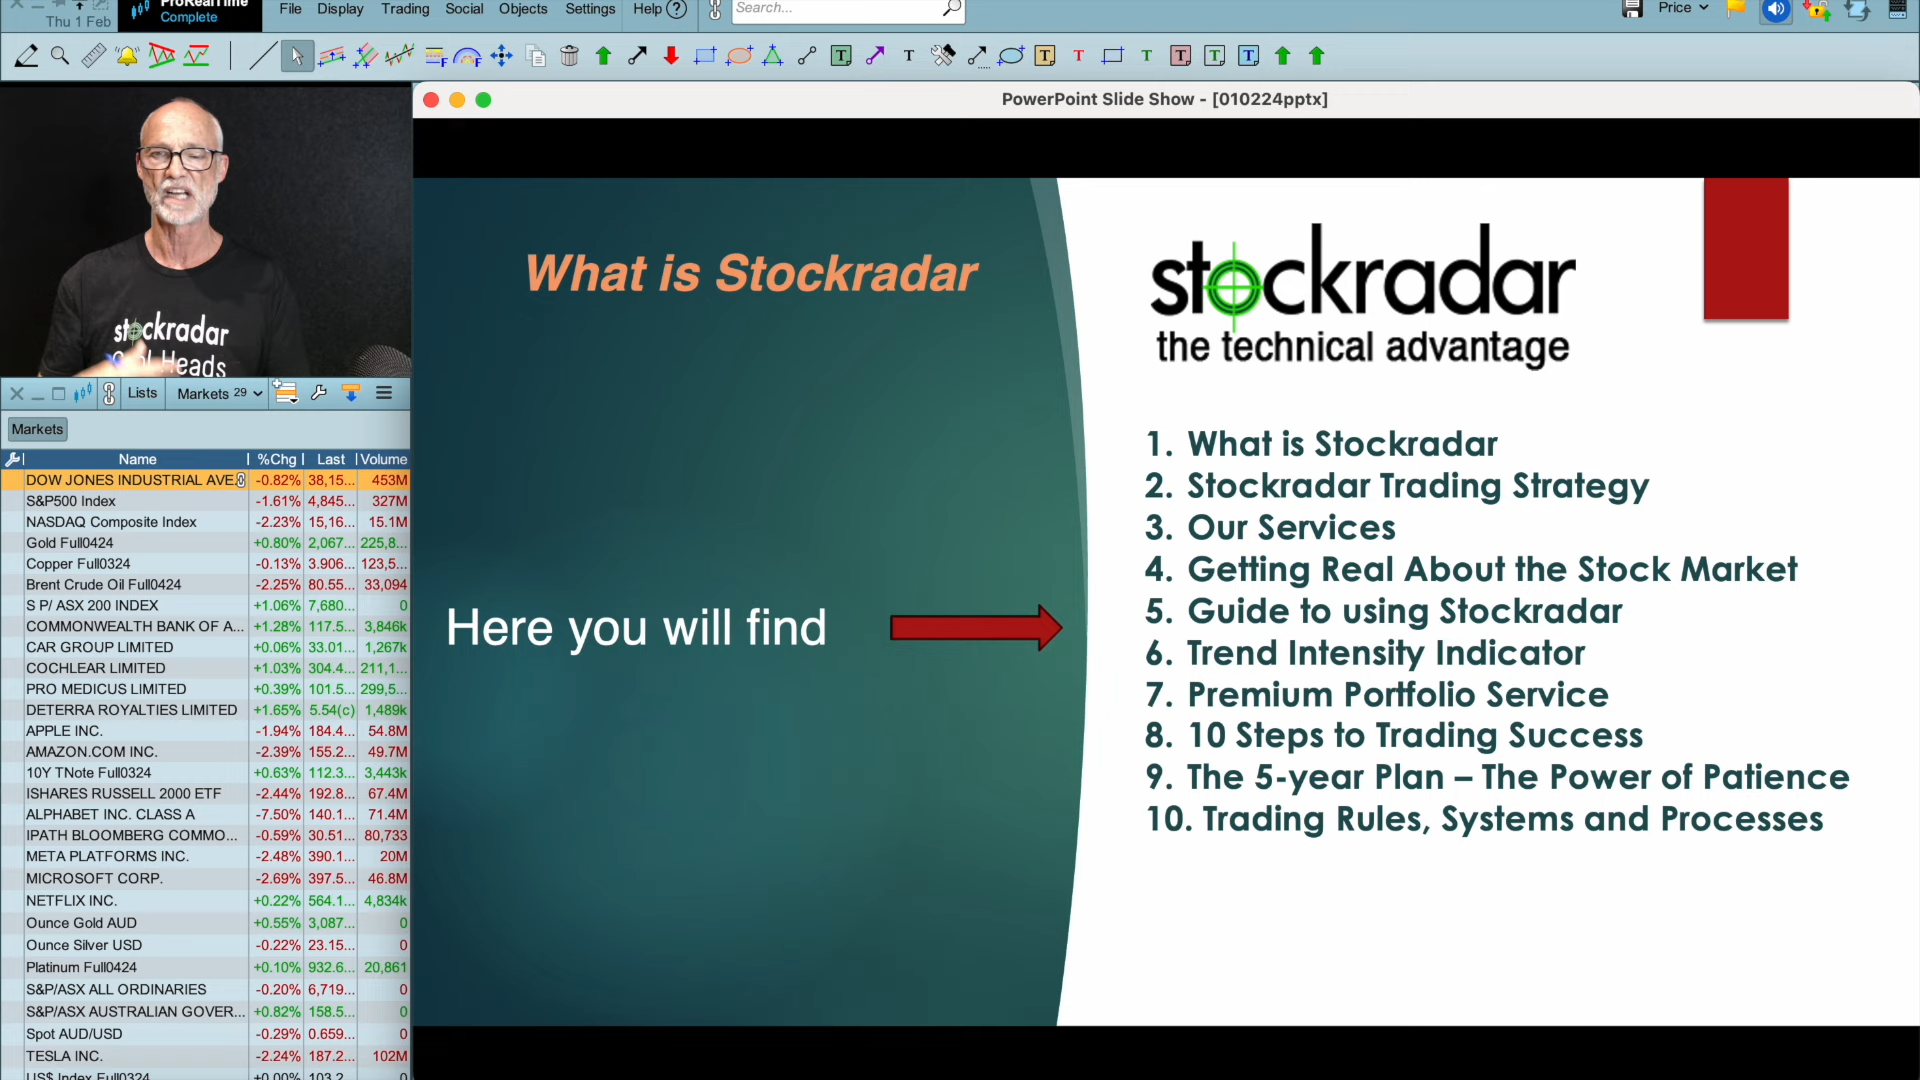 ProRealTime
Complete
Thu 1 Feb
File Display Trading Social Objects Settings Help ?
Search...
Price
PowerPoint Slide Show - [010224pptx]
stockradar
Heads
Lists Markets 29
Markets
Name %Chg Last Volume
DOW JONES INDUSTRIAL AVE. -0.82% 38,15... 453M
S&P500 Index -1.61% 4,845... 327M
NASDAQ Composite Index -2.23% 15,16... 15.1M
Gold Full0424 +0.80% 2,067... 225,8...
Copper Full0324 -0.13% 3.906... 123,5...
Brent Crude Oil Full0424 -2.25% 80.55... 33,094
S P/ ASX 200 INDEX +1.06% 7,680... 0
COMMONWEALTH BANK OF A... +1.28% 117.5... 3,846k
CAR GROUP LIMITED +0.06% 33.01... 1,267k
COCHLEAR LIMITED +1.03% 304.4... 211,1...
PRO MEDICUS LIMITED +0.39% 101.5... 299,5...
DETERRA ROYALTIES LIMITED +1.65% 5.54(c) 1,489k
APPLE INC. -1.94% 184.4... 54.8M
AMAZON.COM INC. -2.39% 155.2... 49.7M
10Y TNote Full0324 +0.63% 112.3... 3,443k
ISHARES RUSSELL 2000 ETF -2.44% 192.8... 67.4M
ALPHABET INC. CLASS A -7.50% 140.1... 71.4M
IPATH BLOOMBERG COMMO... -0.59% 30.51... 80,733
META PLATFORMS INC. -2.48% 390.1... 20M
MICROSOFT CORP. -2.69% 397.5... 46.8M
NETFLIX INC. +0.22% 564.1... 4,834k
Ounce Gold AUD +0.55% 3,087... 0
Ounce Silver USD -0.22% 23.15... 0
Platinum Full0424 +0.10% 932.6... 20,861
S&P/ASX ALL ORDINARIES -0.20% 6,719... 0
S&P/ASX AUSTRALIAN GOVER... +0.82% 158.5... 0
Spot AUD/USD -0.29% 0.659... 0
TESLA INC. -2.24% 187.2... 102M
US$ Index Full0324 +0.00% 103.2... 0
What is Stockradar
Here you will find
stockradar
the technical advantage
1. What is Stockradar
2. Stockradar Trading Strategy
3. Our Services
4. Getting Real About the Stock Market
5. Guide to using Stockradar
6. Trend Intensity Indicator
7. Premium Portfolio Service
8. 10 Steps to Trading Success
9. The 5-year Plan – The Power of Patience
10. Trading Rules, Systems and Processes